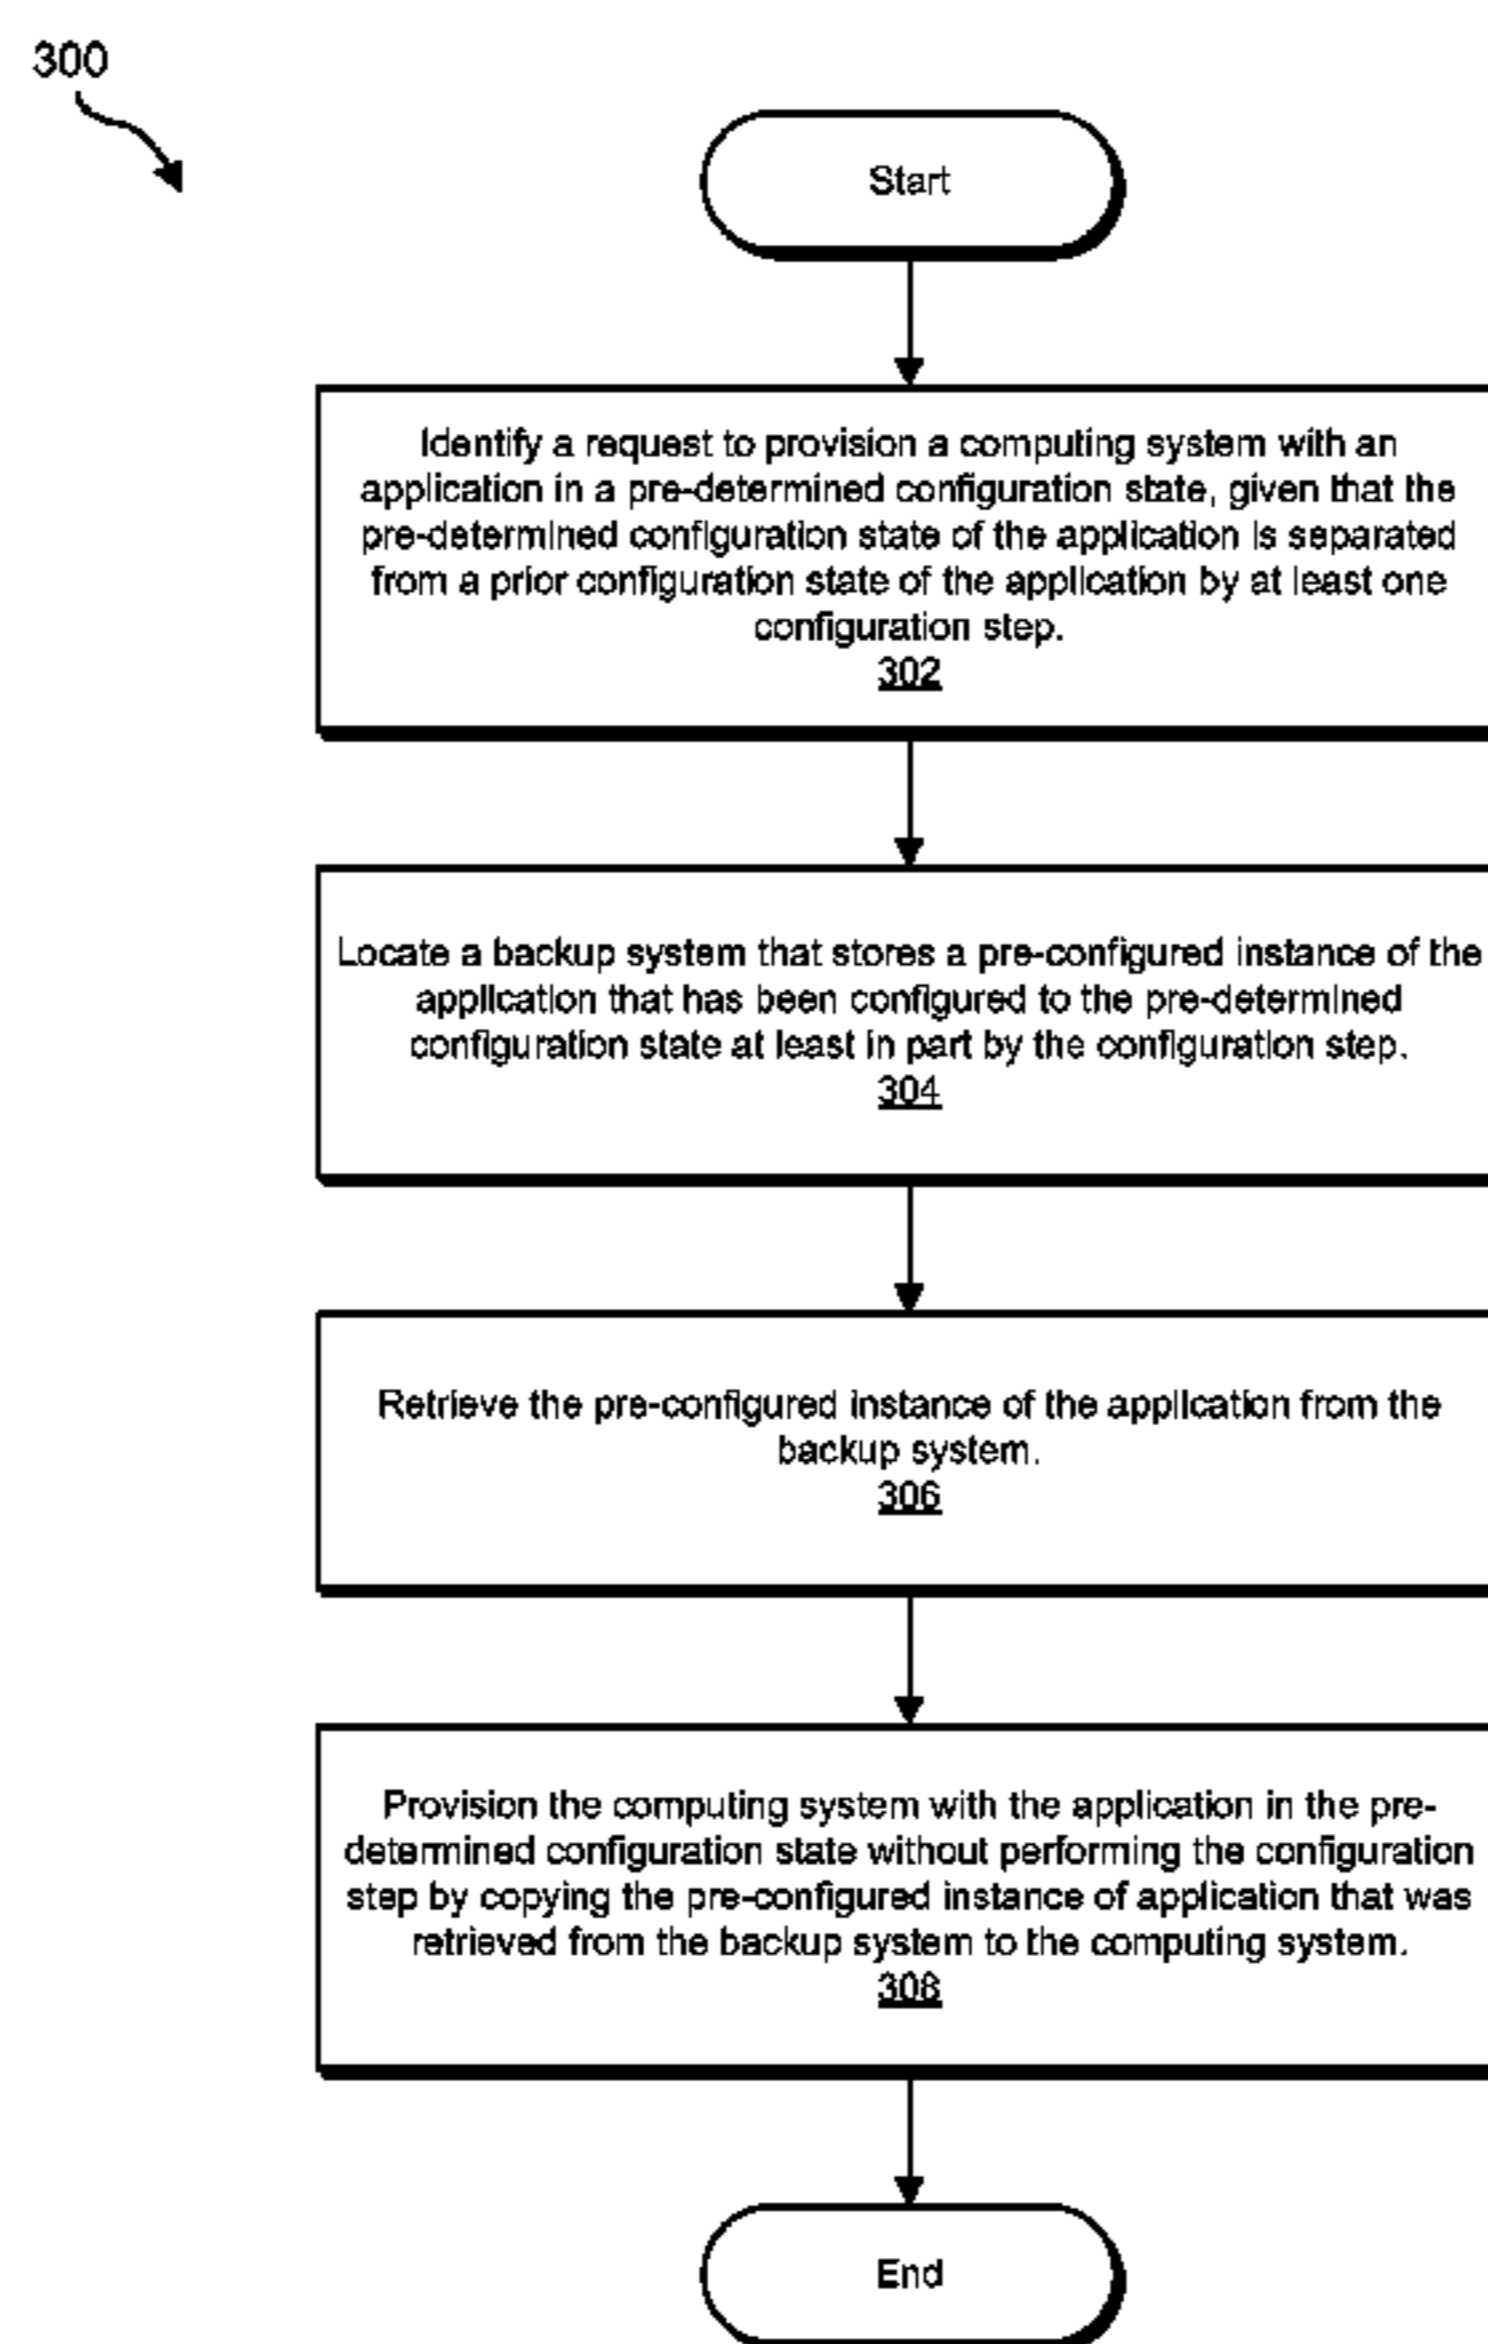 300
Start
Identify a request to provision a computing system with an
application in a pre-determined configuration state, given that the
pre-determined configuration state of the application is separated
from a prior configuration state of the application by at least one
configuration step.
302
Locate a backup system that stores a pre-configured instance of the
application that has been configured to the pre-determined
configuration state at least in part by the configuration step.
304
Retrieve the pre-configured instance of the application from the
backup system.
306
Provision the computing system with the application in the pre-
determined configuration state without performing the configuration
step by copying the pre-configured instance of application that was
retrieved from the backup system to the computing system.
308
End